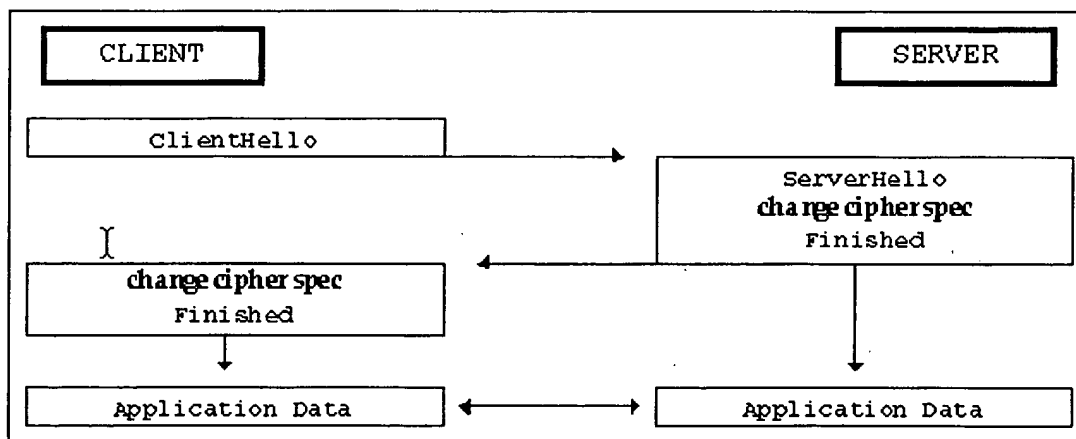 CLIENT
SERVER
ClientHello
ServerHello
change cipher spec
Finished
change cipher spec
Finished
Application Data
Application Data